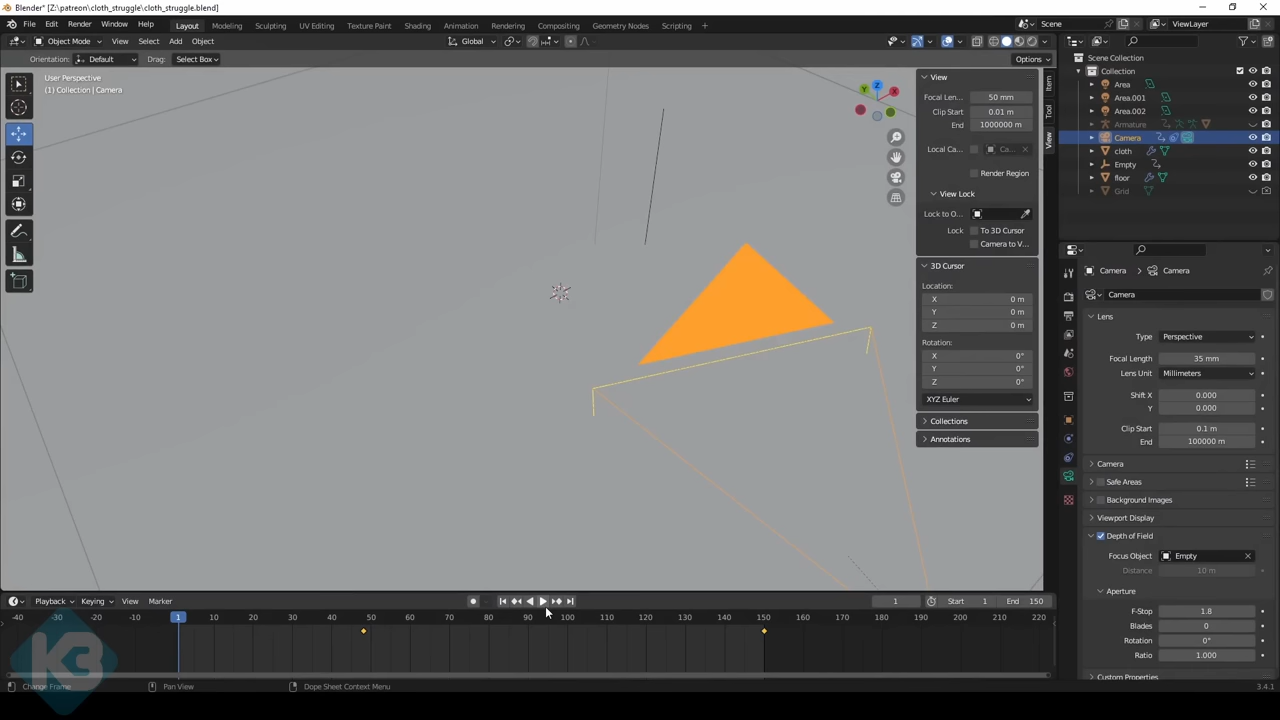 Blender* [Z:\patreon\cloth_struggle\cloth_struggle.blend]
File Edit Render Window Help Layout Modeling Sculpting UV Editing Texture Paint Shading Animation Rendering Compositing Geometry Nodes Scripting Scene ViewLayer
Object Mode View Select Add Object Global
Orientation: Default Drag: Select Box Options
User Perspective
(1) Collection | Camera
X
Y
Z
View
Focal Len... 50 mm
Clip Start 0.01 m
End 1000000 m
Local Ca... Ca...
Render Region
View Lock
Lock to O...
Lock To 3D Cursor
Camera to V...
3D Cursor
Location:
X 0 m
Y 0 m
Z 0 m
Rotation:
X 0°
Y 0°
Z 0°
XYZ Euler
Collections
Annotations
Item
Tool
View
Scene Collection
Collection
Area
Area.001
Area.002
Armature
Camera
cloth
Empty
floor
Grid
Camera Camera
Camera
Lens
Type Perspective
Focal Length 35 mm
Lens Unit Millimeters
Shift X 0.000
Y 0.000
Clip Start 0.1 m
End 100000 m
Camera
Safe Areas
Background Images
Viewport Display
Depth of Field
Focus Object Empty
Distance 10 m
Aperture
F-Stop 1.8
Blades 0
Rotation 0°
Ratio 1.000
Custom Properties
Playback Keying View Marker 1 Start 1 End 150
-40 -30 -20 -10 1 10 20 30 40 50 60 70 80 90 100 110 120 130 140 150 160 170 180 190 200 210 220
K3
Change Frame Pan View Dope Sheet Context Menu 3.4.1